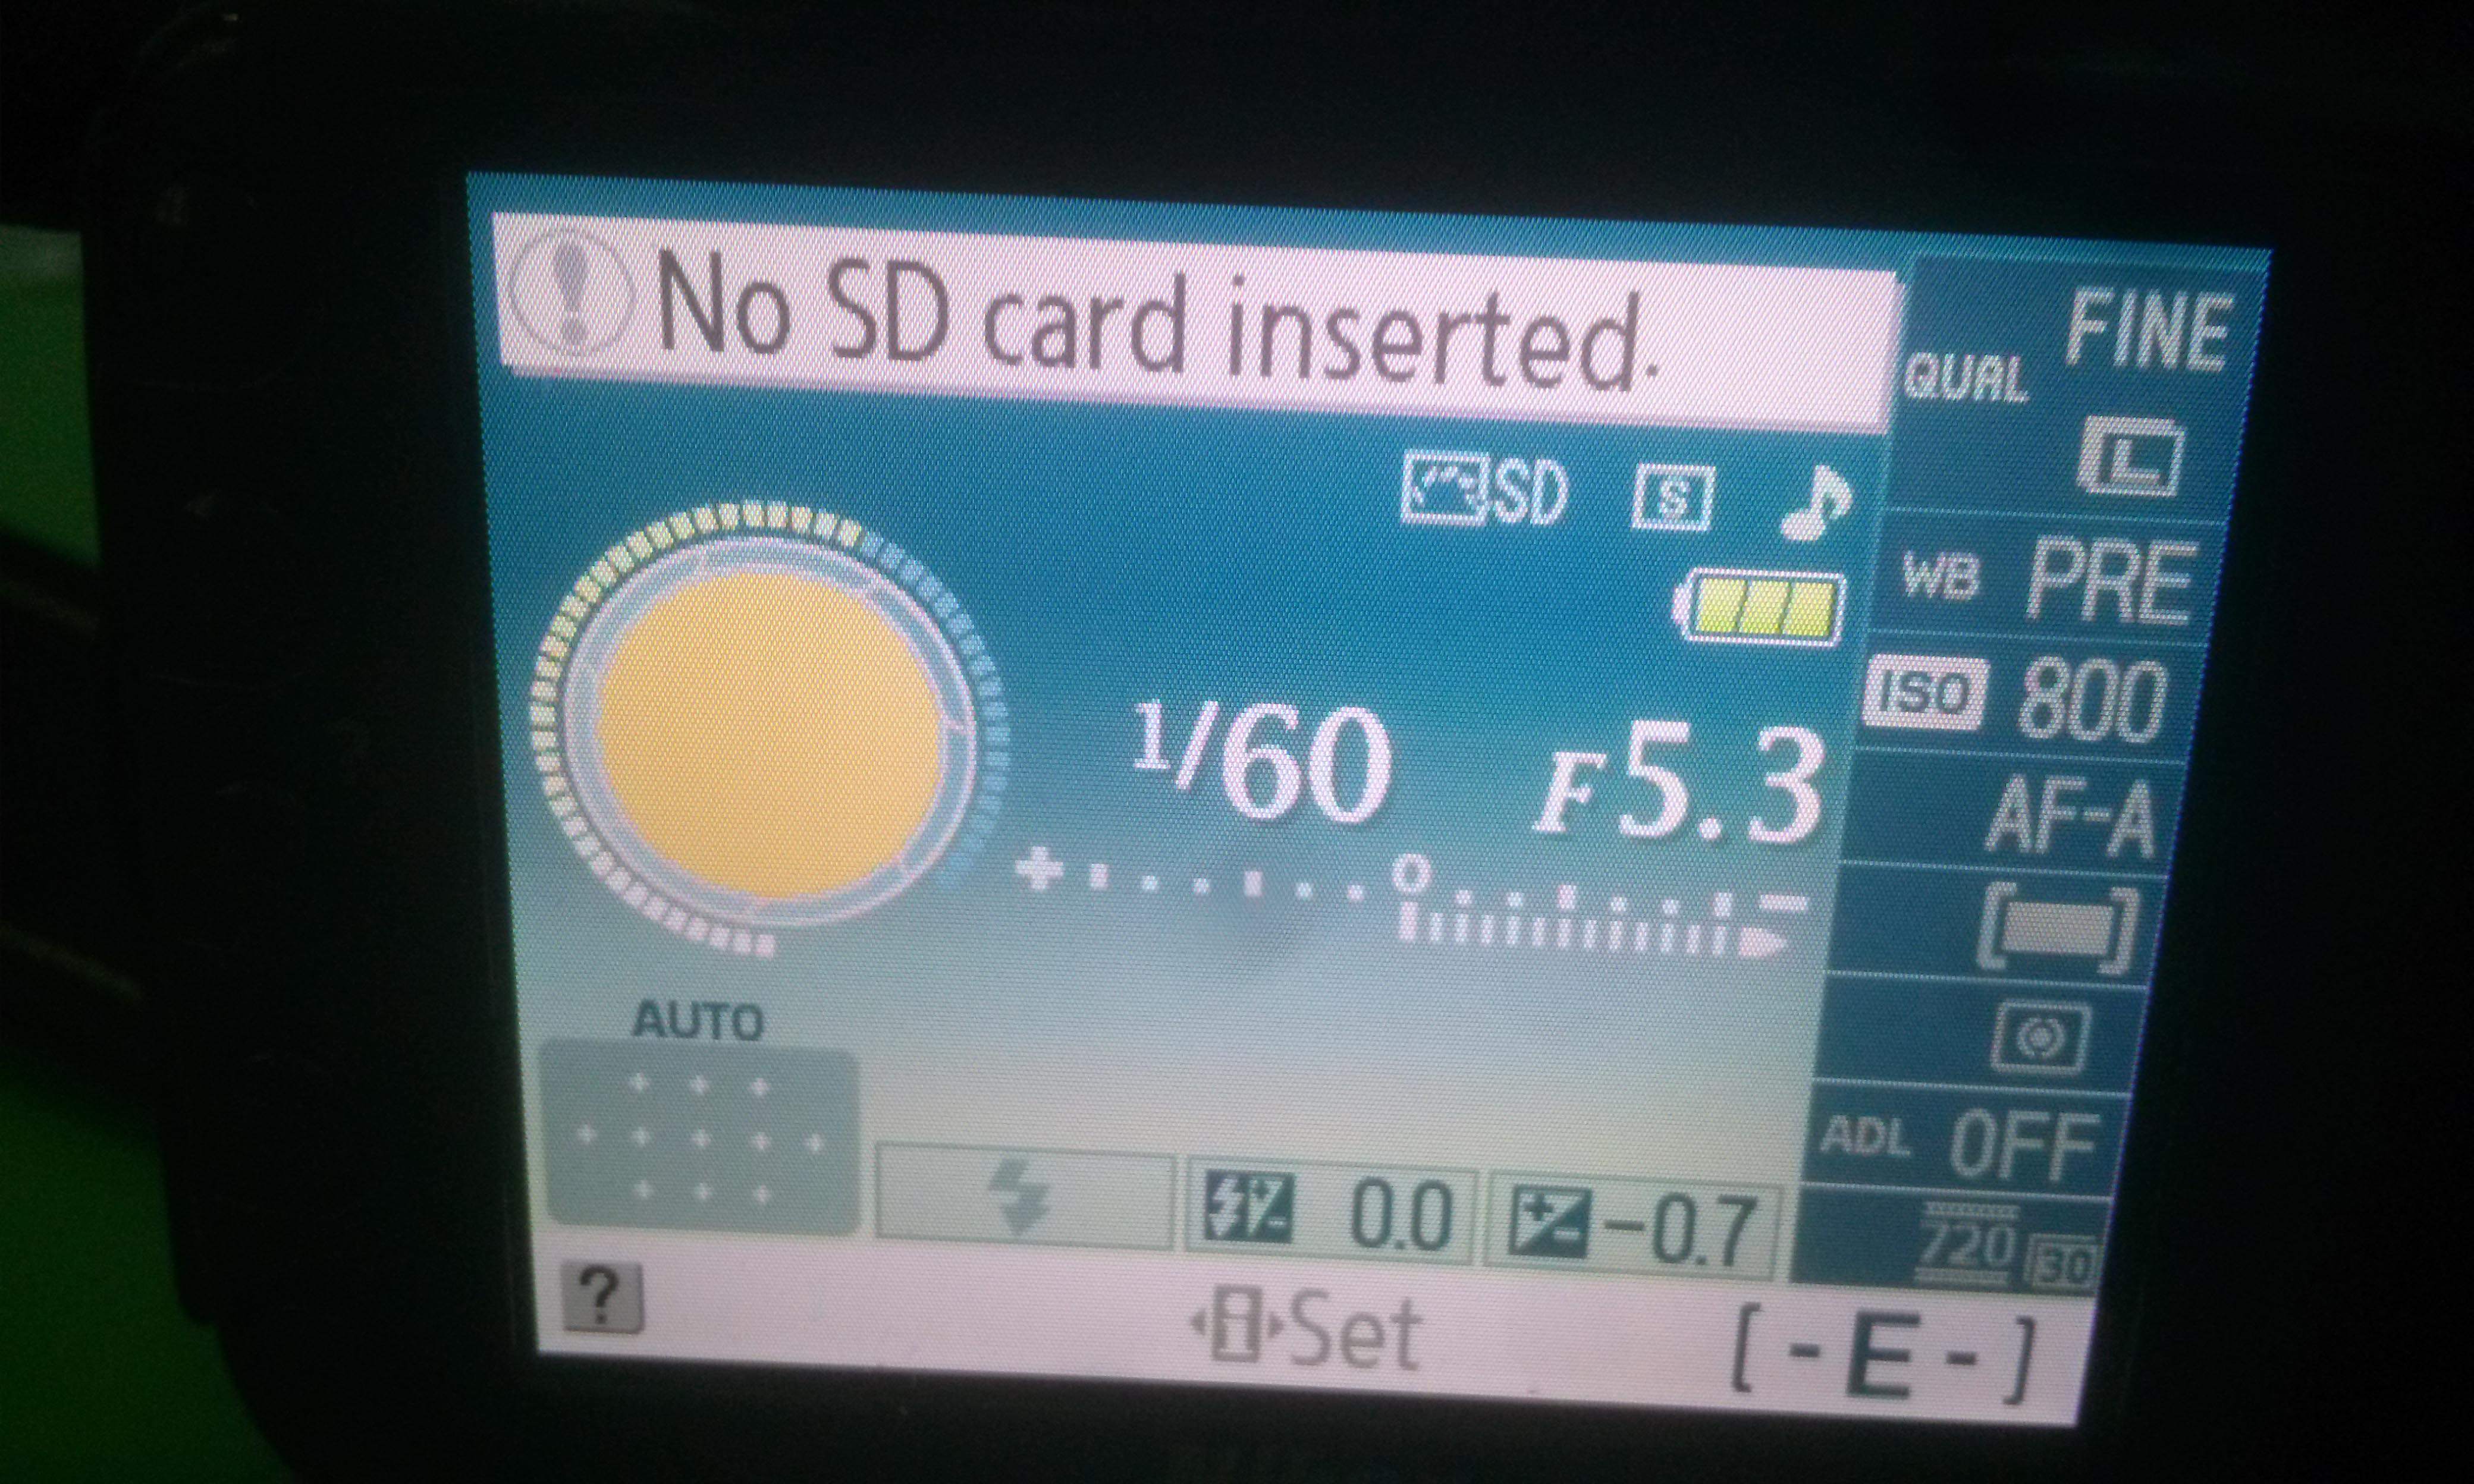 No SD card inserted.
QUAL FINE
L
SD S
WB PRE
ISO 800
1/60 F5.3
AF-A
+ 0 -
AUTO
ADL OFF
0.0 -0.7
720 30
? i Set [-E-]